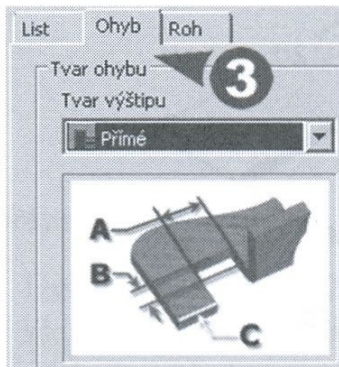 List Ohyb Roh
3
Tvar ohybu
Tvar výštipu
Přímé
A
B
C